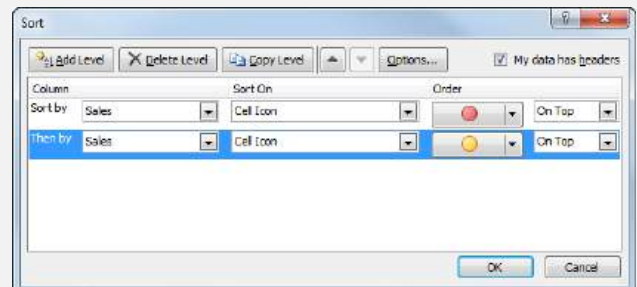 Sort
Add Level Delete Level Copy Level Options... My data has headers
Column Sort On Order
Sort by Sales Cell Icon On Top
Then by Sales Cell Icon On Top
OK Cancel